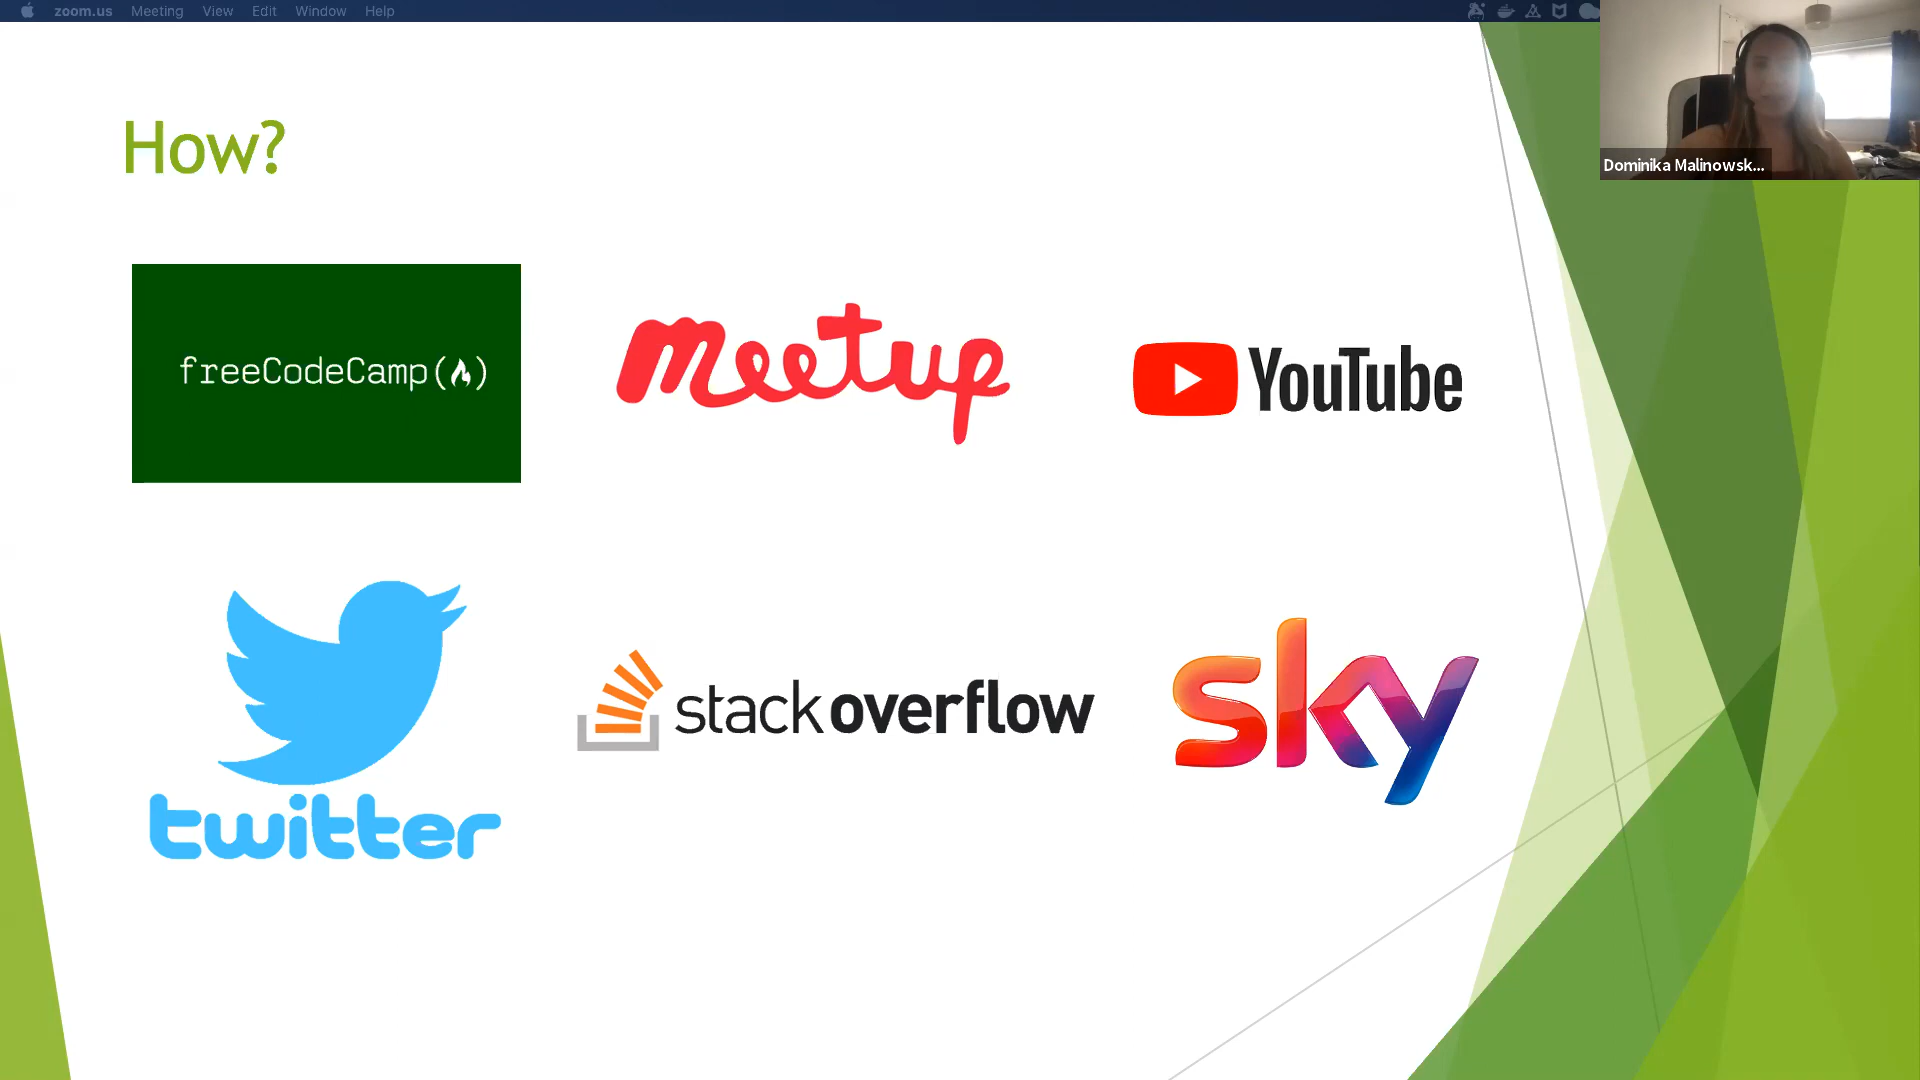 zoom.us Meeting View Edit Window Help
Dominika Malinowsk...
How?
freeCodeCamp()
meetup
YouTube
twitter
stackoverflow
sky